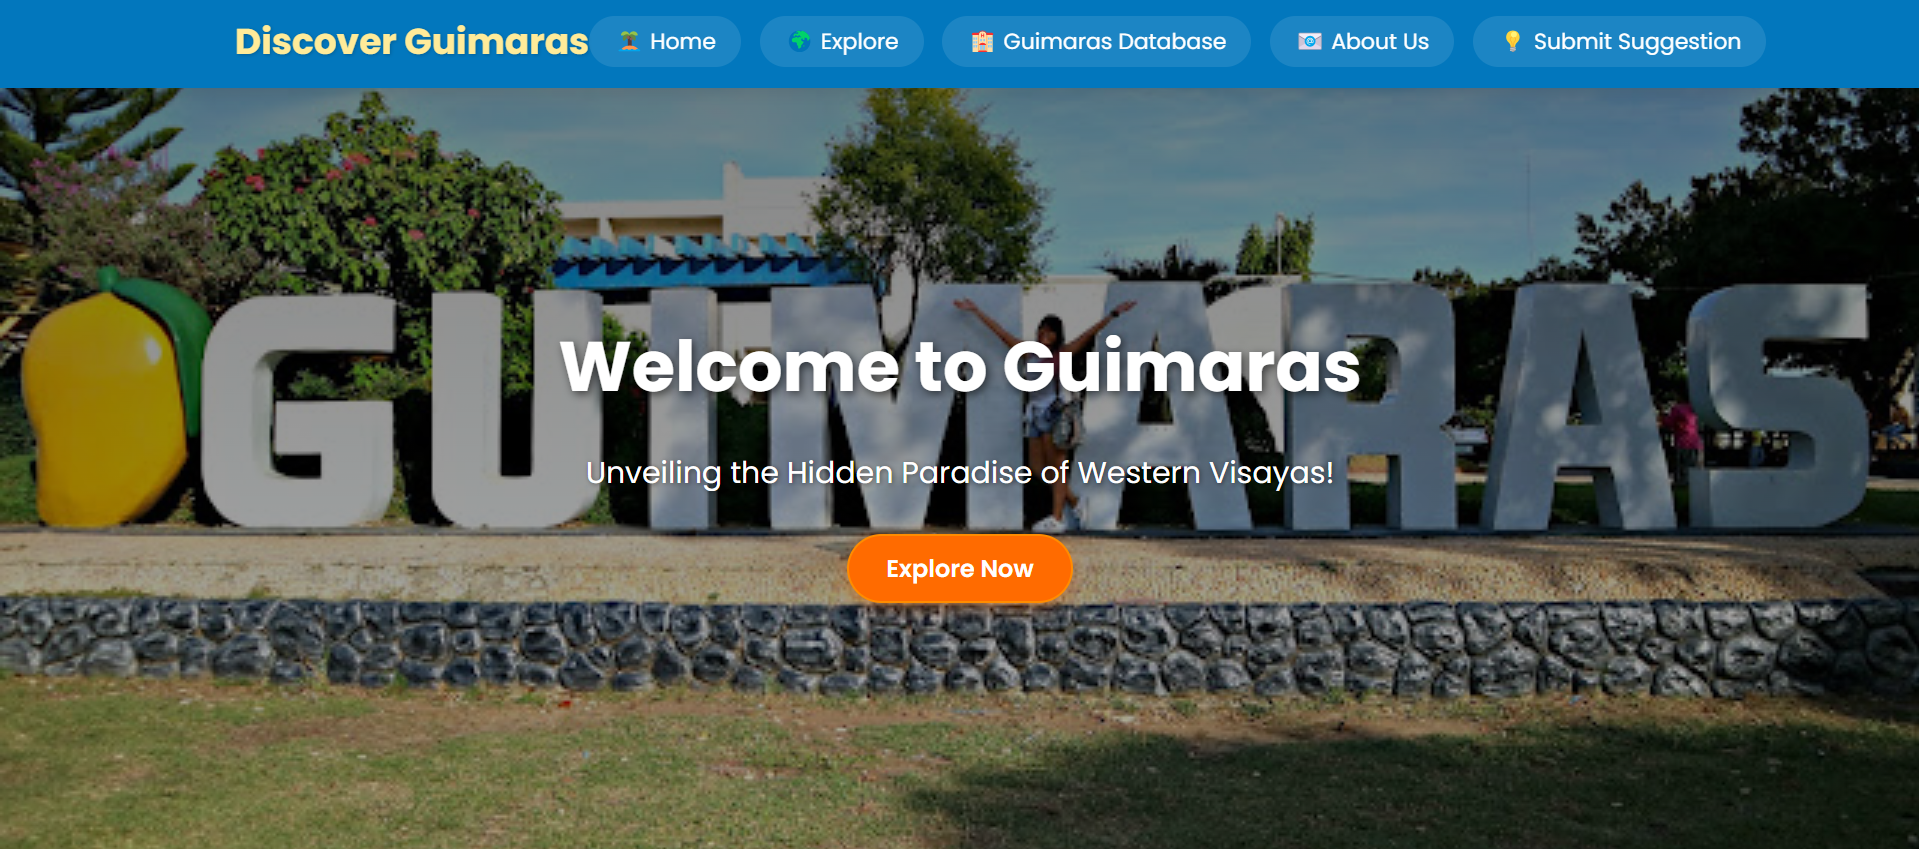 Discover Guimaras
Home
Explore
Guimaras Database
About Us
Submit Suggestion
GUIMARAS
Welcome to Guimaras
Unveiling the Hidden Paradise of Western Visayas!
Explore Now